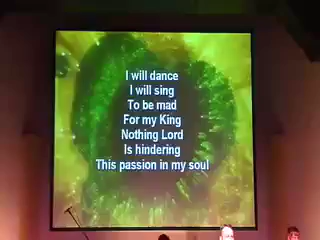 I will dance
I will sing
To be mad
For my King
Nothing Lord
Is hindering
This passion in my soul